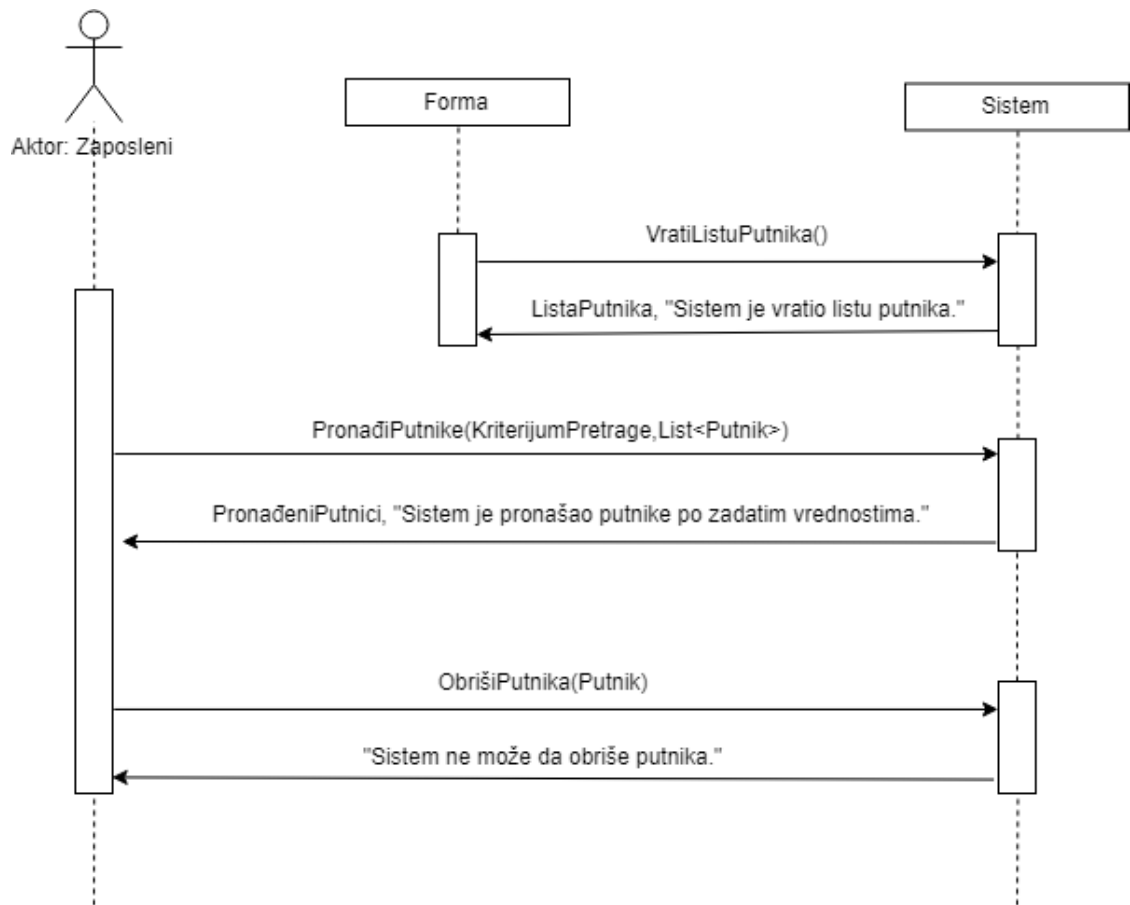 Forma
Sistem
Aktor: Zaposleni
VratiListuPutnika()
ListaPutnika, "Sistem je vratio listu putnika."
PronađiPutnike(KriterijumPretrage,List<Putnik>)
PronađeniPutnici, "Sistem je pronašao putnike po zadatim vrednostima."
ObrišiPutnika(Putnik)
"Sistem ne može da obriše putnika."